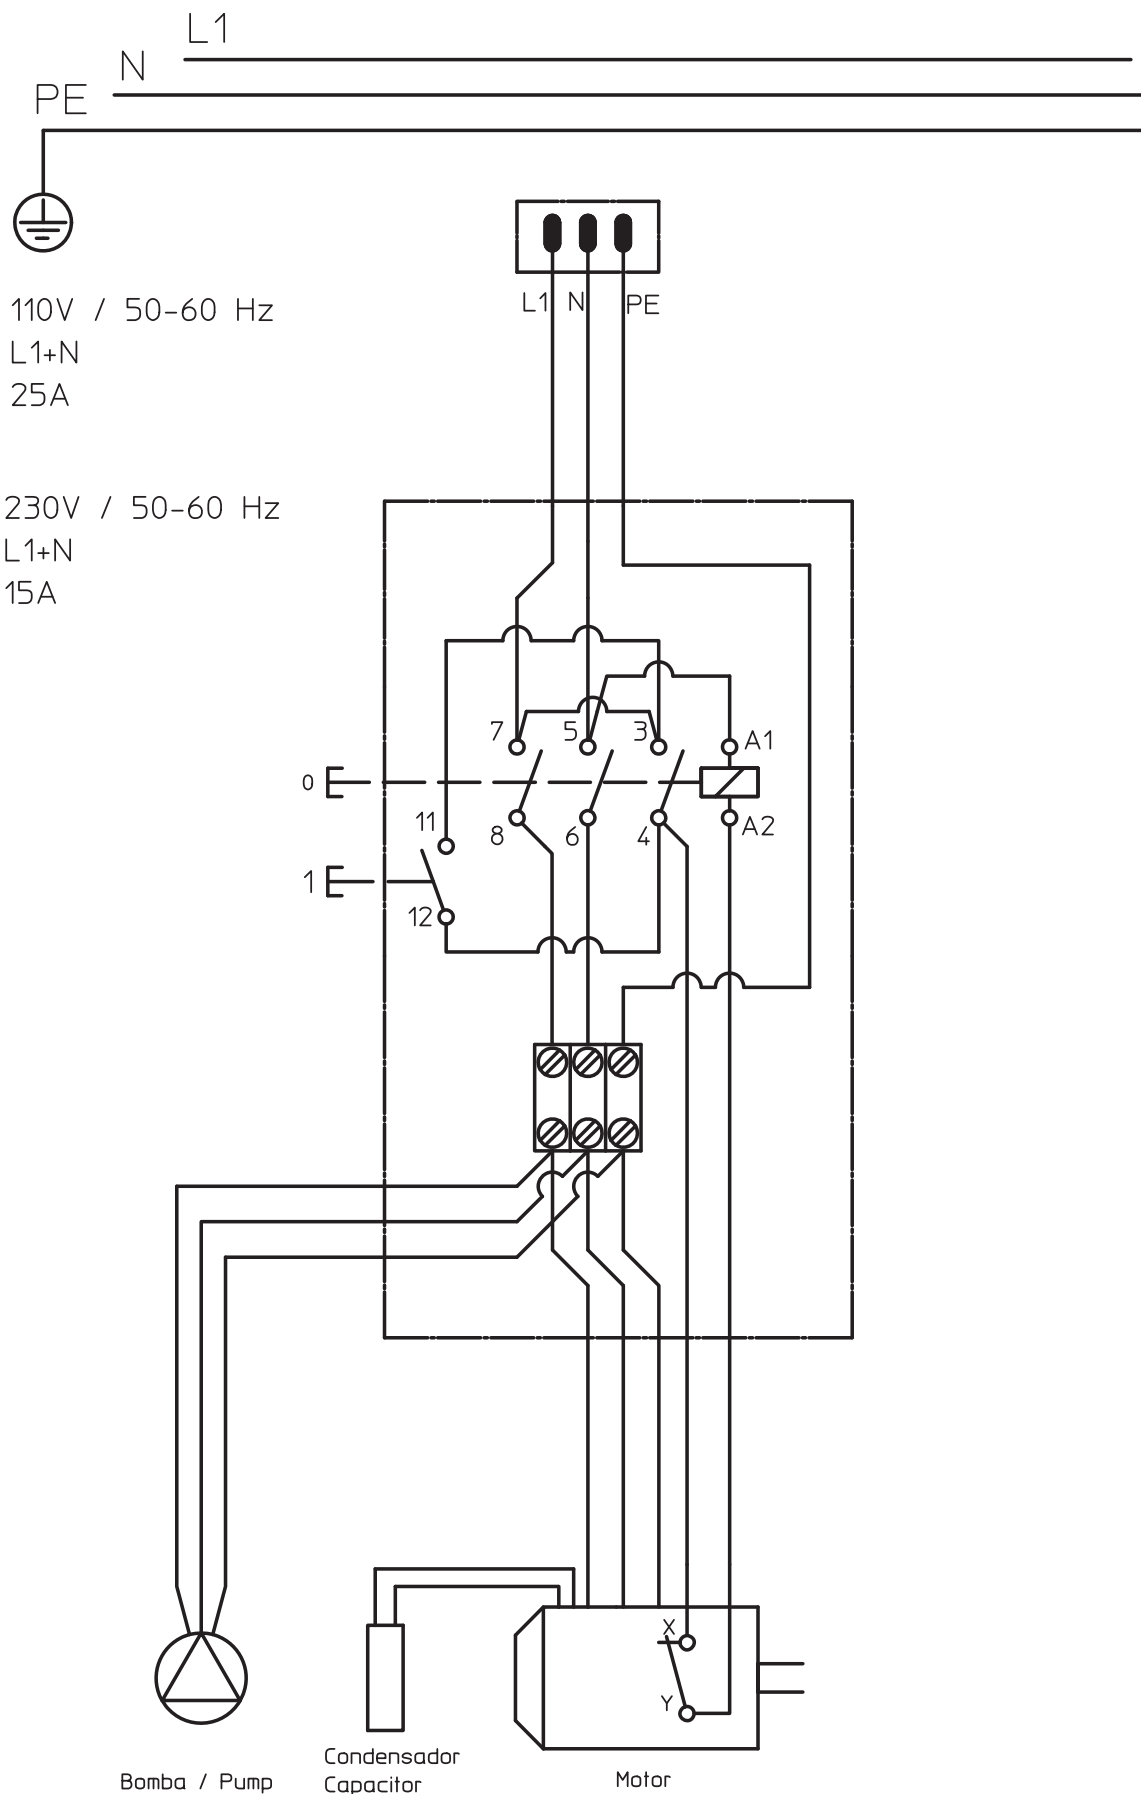 L1
N
PE
L1 N PE
110V / 50-60 Hz
L1+N
25A
230V / 50-60 Hz
L1+N
15A
7 5 3 A1
0
11 8 6 4 A2
1
12
X
Y
Condensador
Capacitor
Bomba / Pump
Motor